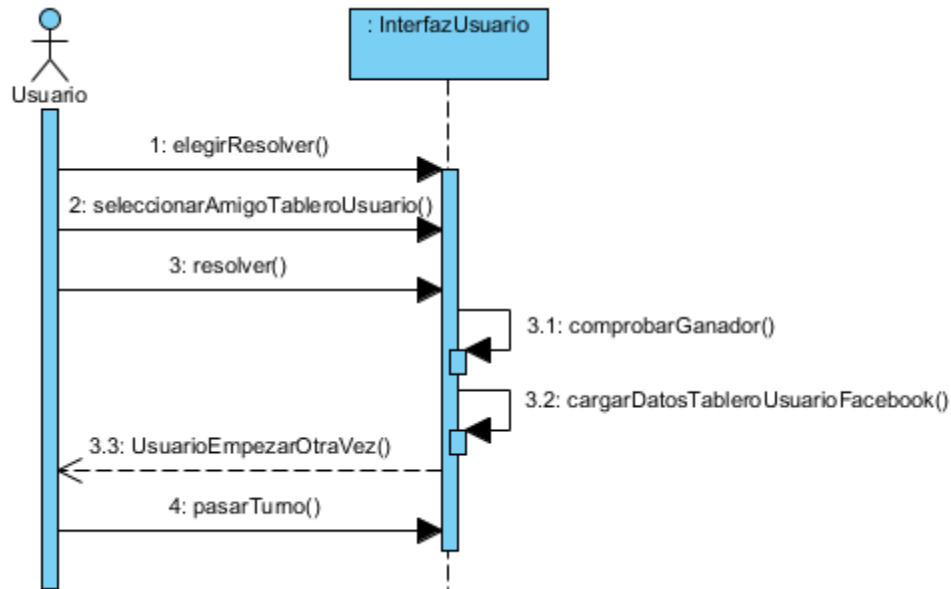 : InterfazUsuario
Usuario
1: elegirResolver()
2: seleccionarAmigoTableroUsuario()
3: resolver()
3.1: comprobarGanador()
3.2: cargarDatosTableroUsuarioFacebook()
3.3: UsuarioEmpezarOtraVez()
4: pasarTurno()